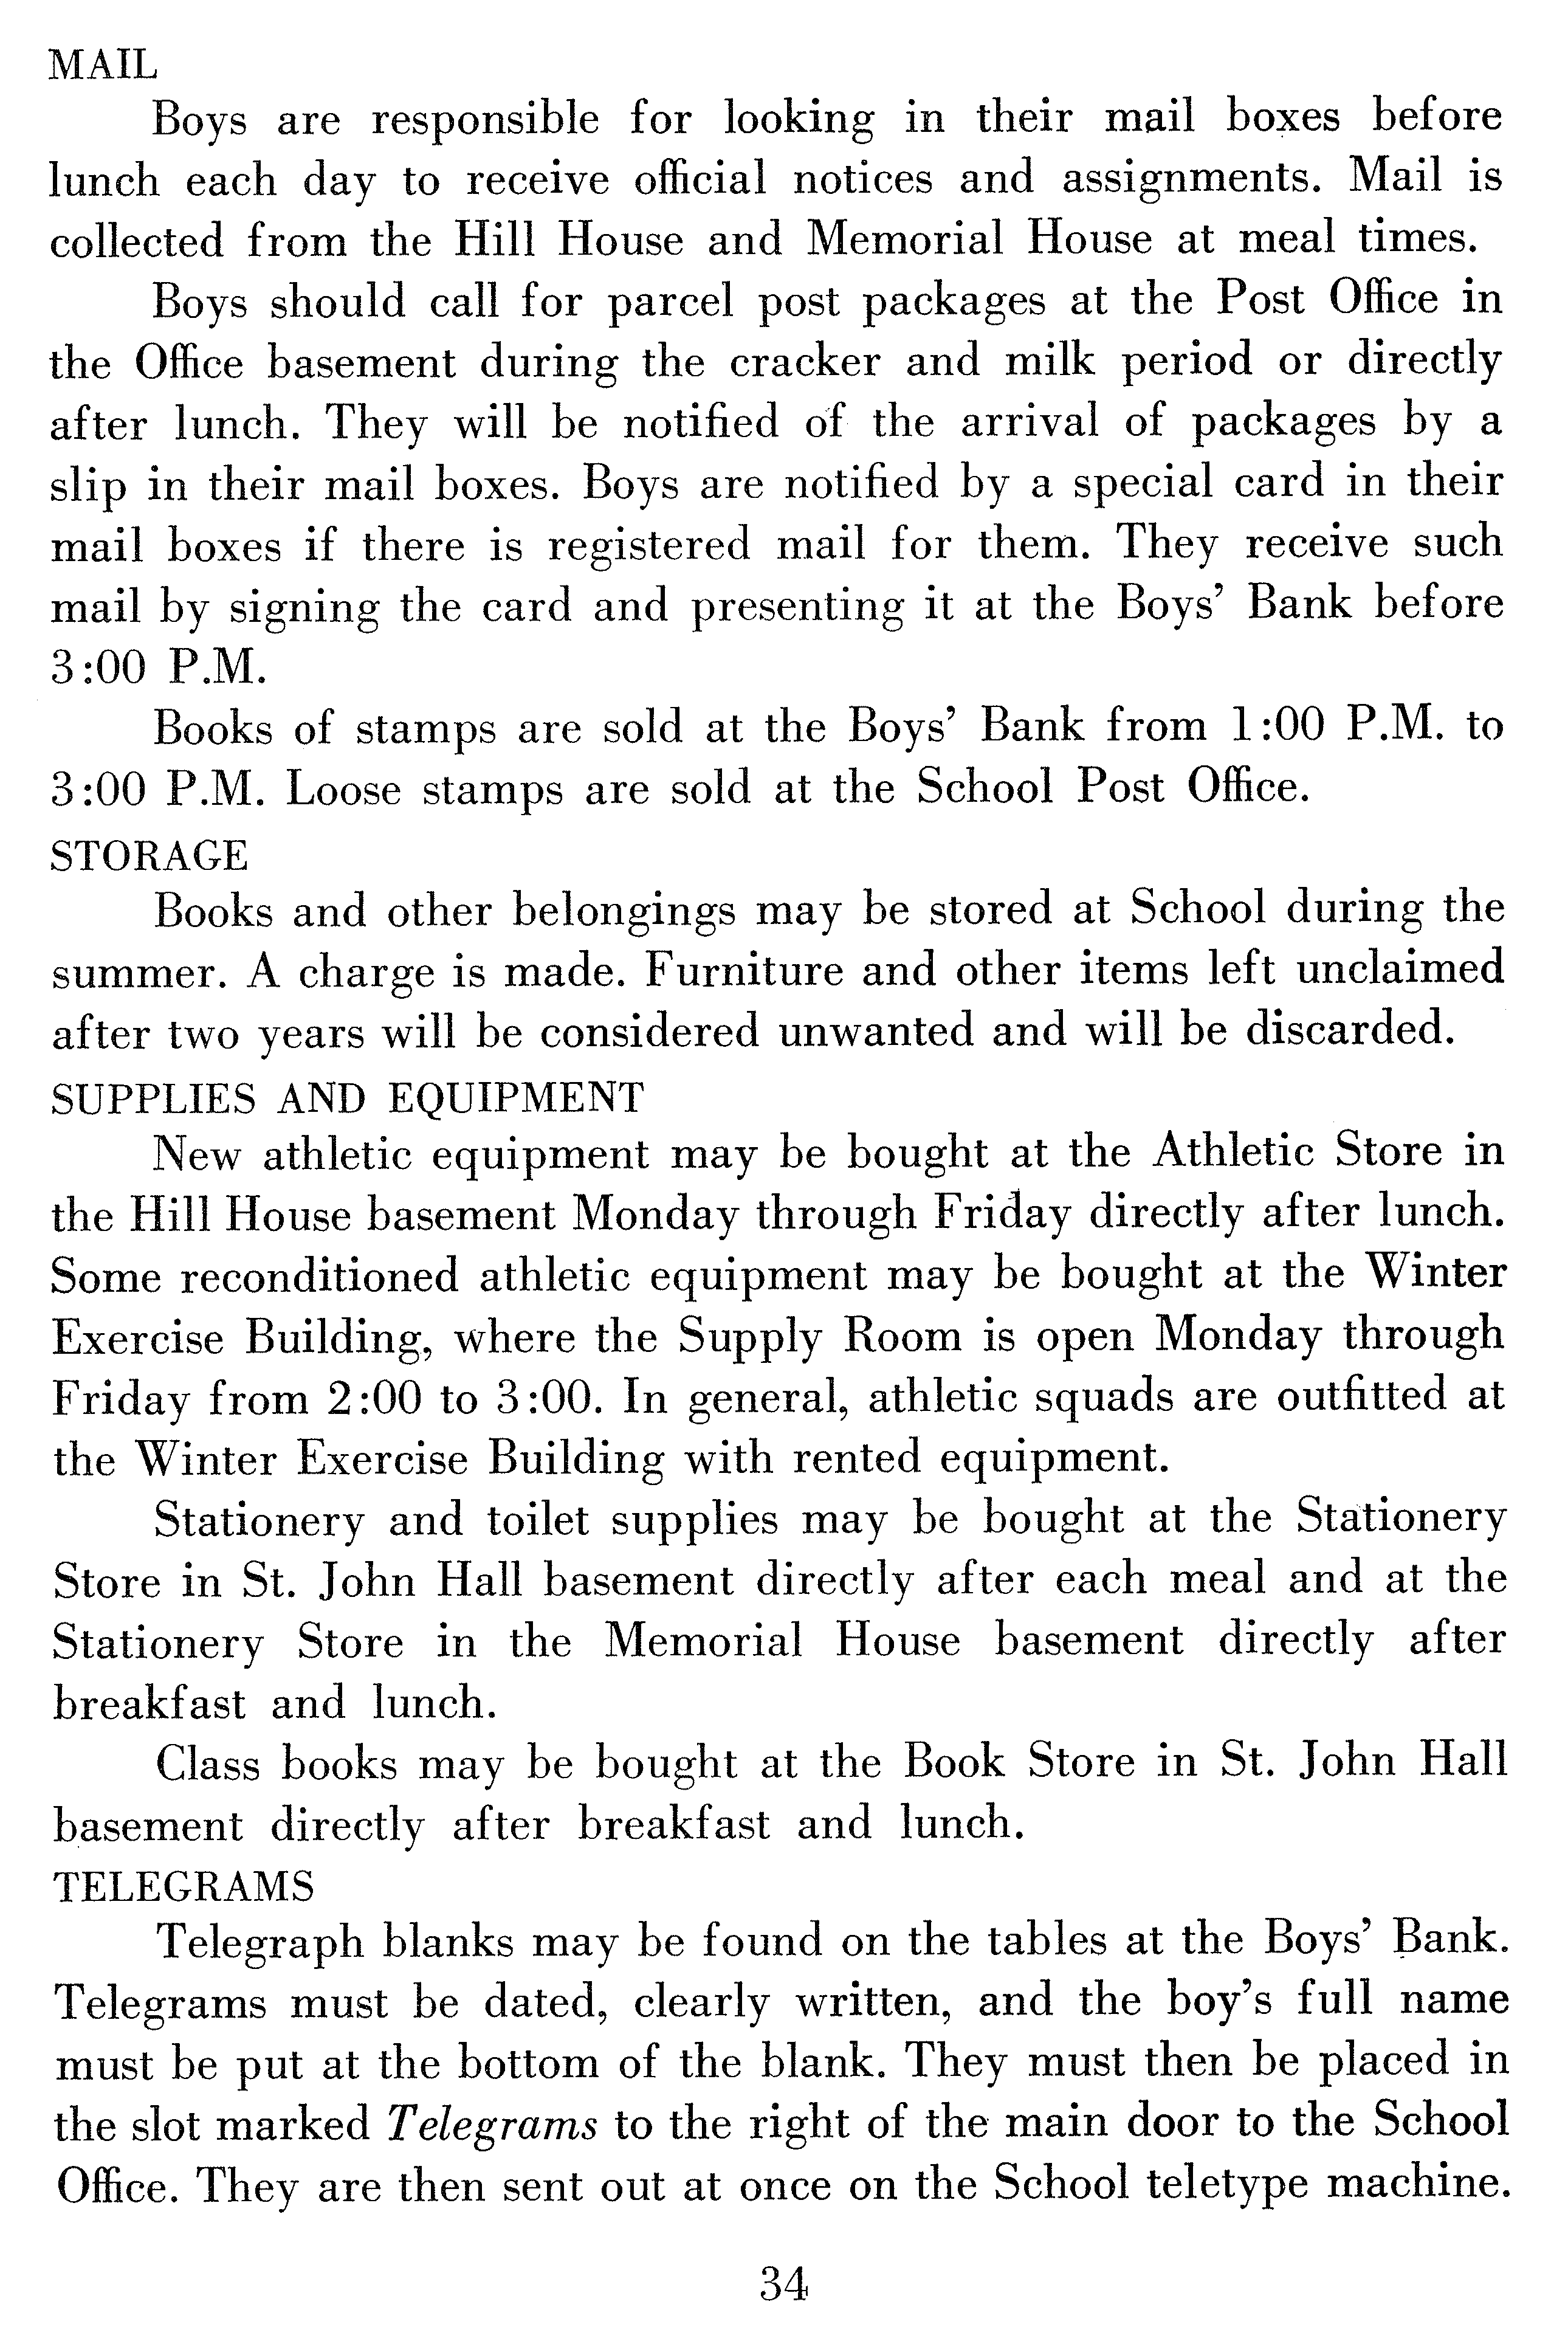 MAIL
Boys are responsible for looking in their mail boxes before
lunch each day to receive official notices and assignments. Mail is
collected from the Hill House and Memorial House at meal times.
Boys should call for parcel post packages at the Post Office in
the Office basement during the cracker and milk period or directly
after lunch. They will be notified of the arrival of packages by a
slip in their mail boxes. Boys are notified by a special card in their
mail boxes if there is registered mail for them. They receive such
mail by signing the card and presenting it at the Boys’ Bank before
3:00 P.M.
Books of stamps are sold at the Boys’ Bank from 1:00 P.M. to
3:00 P.M. Loose stamps are sold at the School Post Office.
STORAGE
Books and other belongings may be stored at School during the
summer. A charge is made. Furniture and other items left unclaimed
after two years will be considered unwanted and will be discarded.
SUPPLIES AND EQUIPMENT
New athletic equipment may be bought at the Athletic Store in
the Hill House basement Monday through Friday directly after lunch.
Some reconditioned athletic equipment may be bought at the Winter
Exercise Building, where the Supply Room is open Monday through
Friday from 2:00 to 3:00. In general, athletic squads are outfitted at
the Winter Exercise Building with rented equipment.
Stationery and toilet supplies may be bought at the Stationery
Store in St. John Hall basement directly after each meal and at the
Stationery Store in the Memorial House basement directly after
breakfast and lunch.
Class books may be bought at the Book Store in St. John Hall
basement directly after breakfast and lunch.
TELEGRAMS
Telegraph blanks may be found on the tables at the Boys’ Bank.
Telegrams must be dated, clearly written, and the boy’s full name
must be put at the bottom of the blank. They must then be placed in
the slot marked Telegrams to the right of the main door to the School
Office. They are then sent out at once on the School teletype machine.
34